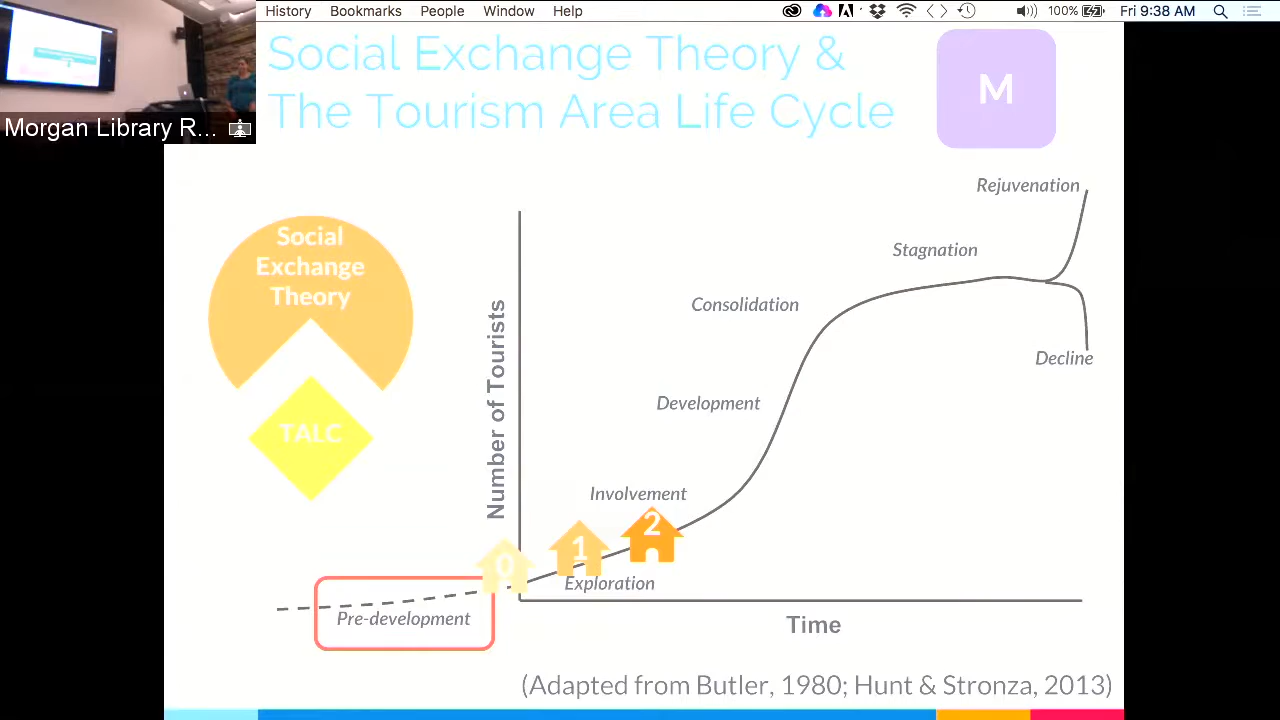 History Bookmarks People Window Help
100% Fri 9:38 AM
Morgan Library R...
Social Exchange Theory &
The Tourism Area Life Cycle
M
Social
Exchange
Theory
TALC
Number of Tourists
Rejuvenation
Stagnation
Consolidation
Decline
Development
Involvement
2
1
0
Exploration
Pre-development
Time
(Adapted from Butler, 1980; Hunt & Stronza, 2013)